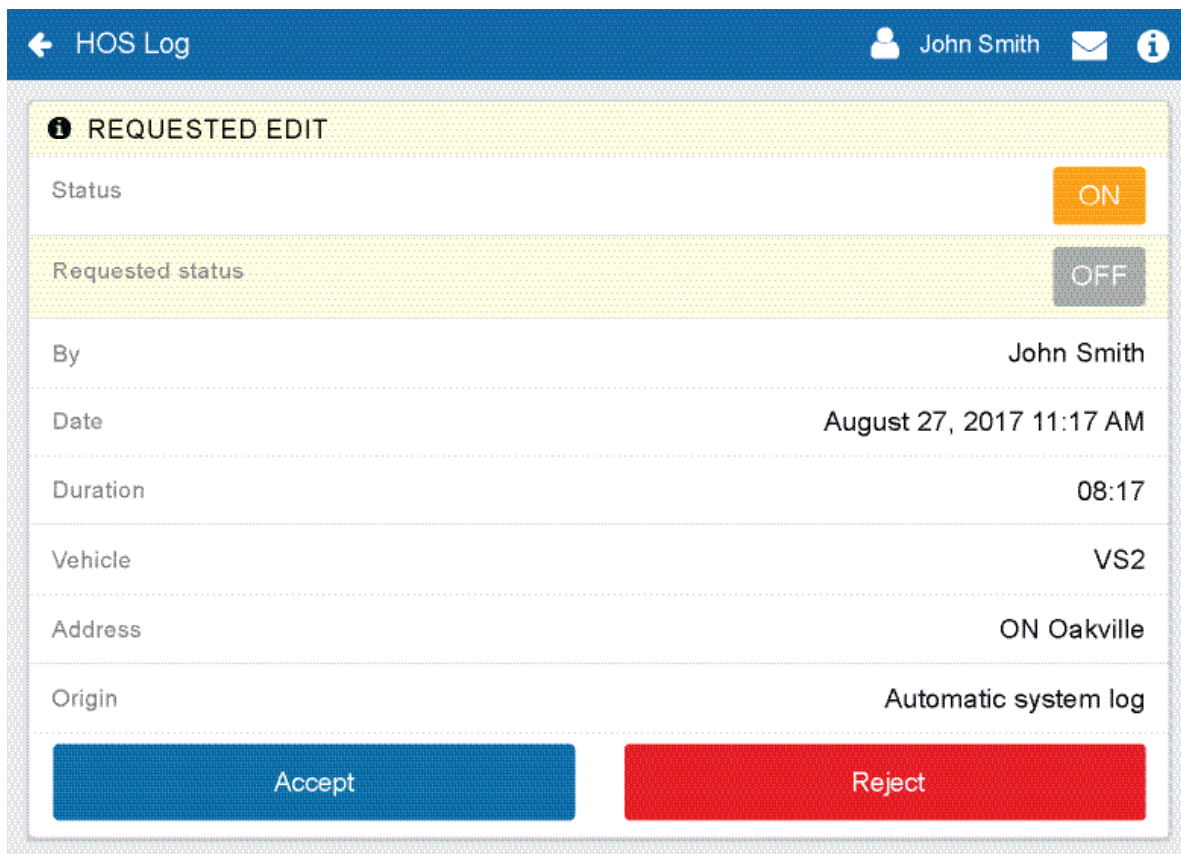 HOS Log John Smith
REQUESTED EDIT
Status ON
Requested status OFF
By John Smith
Date August 27, 2017 11:17 AM
Duration 08:17
Vehicle VS2
Address ON Oakville
Origin Automatic system log
Accept Reject